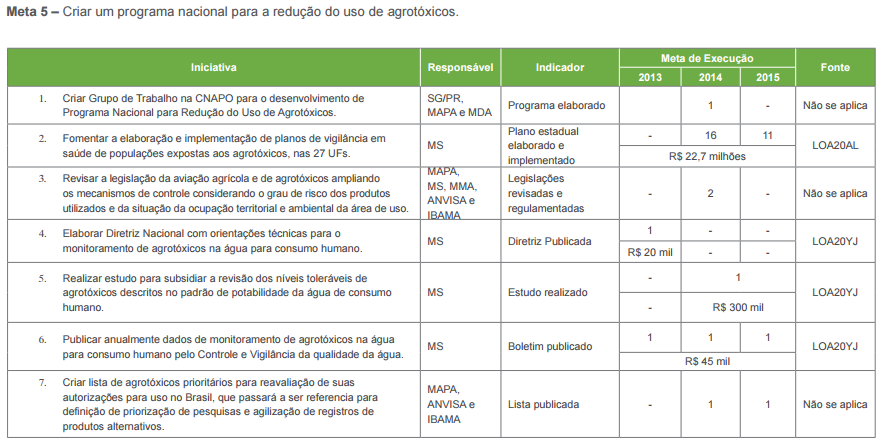 Meta 5 – Criar um programa nacional para a redução do uso de agrotóxicos.
Iniciativa Responsável Indicador Meta de Execução Fonte
2013 2014 2015
1. Criar Grupo de Trabalho na CNAPO para o desenvolvimento de
Programa Nacional para Redução do Uso de Agrotóxicos.
SG/PR,
MAPA e MDA
Programa elaborado
1 -
Não se aplica
2. Fomentar a elaboração e implementação de planos de vigilância em
saúde de populações expostas aos agrotóxicos, nas 27 UFs.
MS
Plano estadual
elaborado e
implementado
- 16 11
R$ 22,7 milhões
LOA20AL
3. Revisar a legislação da aviação agrícola e de agrotóxicos ampliando
os mecanismos de controle considerando o grau de risco dos produtos
utilizados e da situação da ocupação territorial e ambiental da área de uso.
MAPA,
MS, MMA,
ANVISA e
IBAMA
Legislações
revisadas e
regulamentadas
- 2 -
Não se aplica
4. Elaborar Diretriz Nacional com orientações técnicas para o
monitoramento de agrotóxicos na água para consumo humano.
MS
Diretriz Publicada
1 - -
R$ 20 mil - -
LOA20YJ
5. Realizar estudo para subsidiar a revisão dos níveis toleráveis de
agrotóxicos descritos no padrão de potabilidade da água de consumo
humano.
MS
Estudo realizado
- 1
- R$ 300 mil
LOA20YJ
6. Publicar anualmente dados de monitoramento de agrotóxicos na água
para consumo humano pelo Controle e Vigilância da qualidade da água.
MS
Boletim publicado
1 1 1
R$ 45 mil
LOA20YJ
7. Criar lista de agrotóxicos prioritários para reavaliação de suas
autorizações para uso no Brasil, que passará a ser referencia para
definição de priorização de pesquisas e agilização de registros de
produtos alternativos.
MAPA,
ANVISA e
IBAMA
Lista publicada
- 1 1
Não se aplica